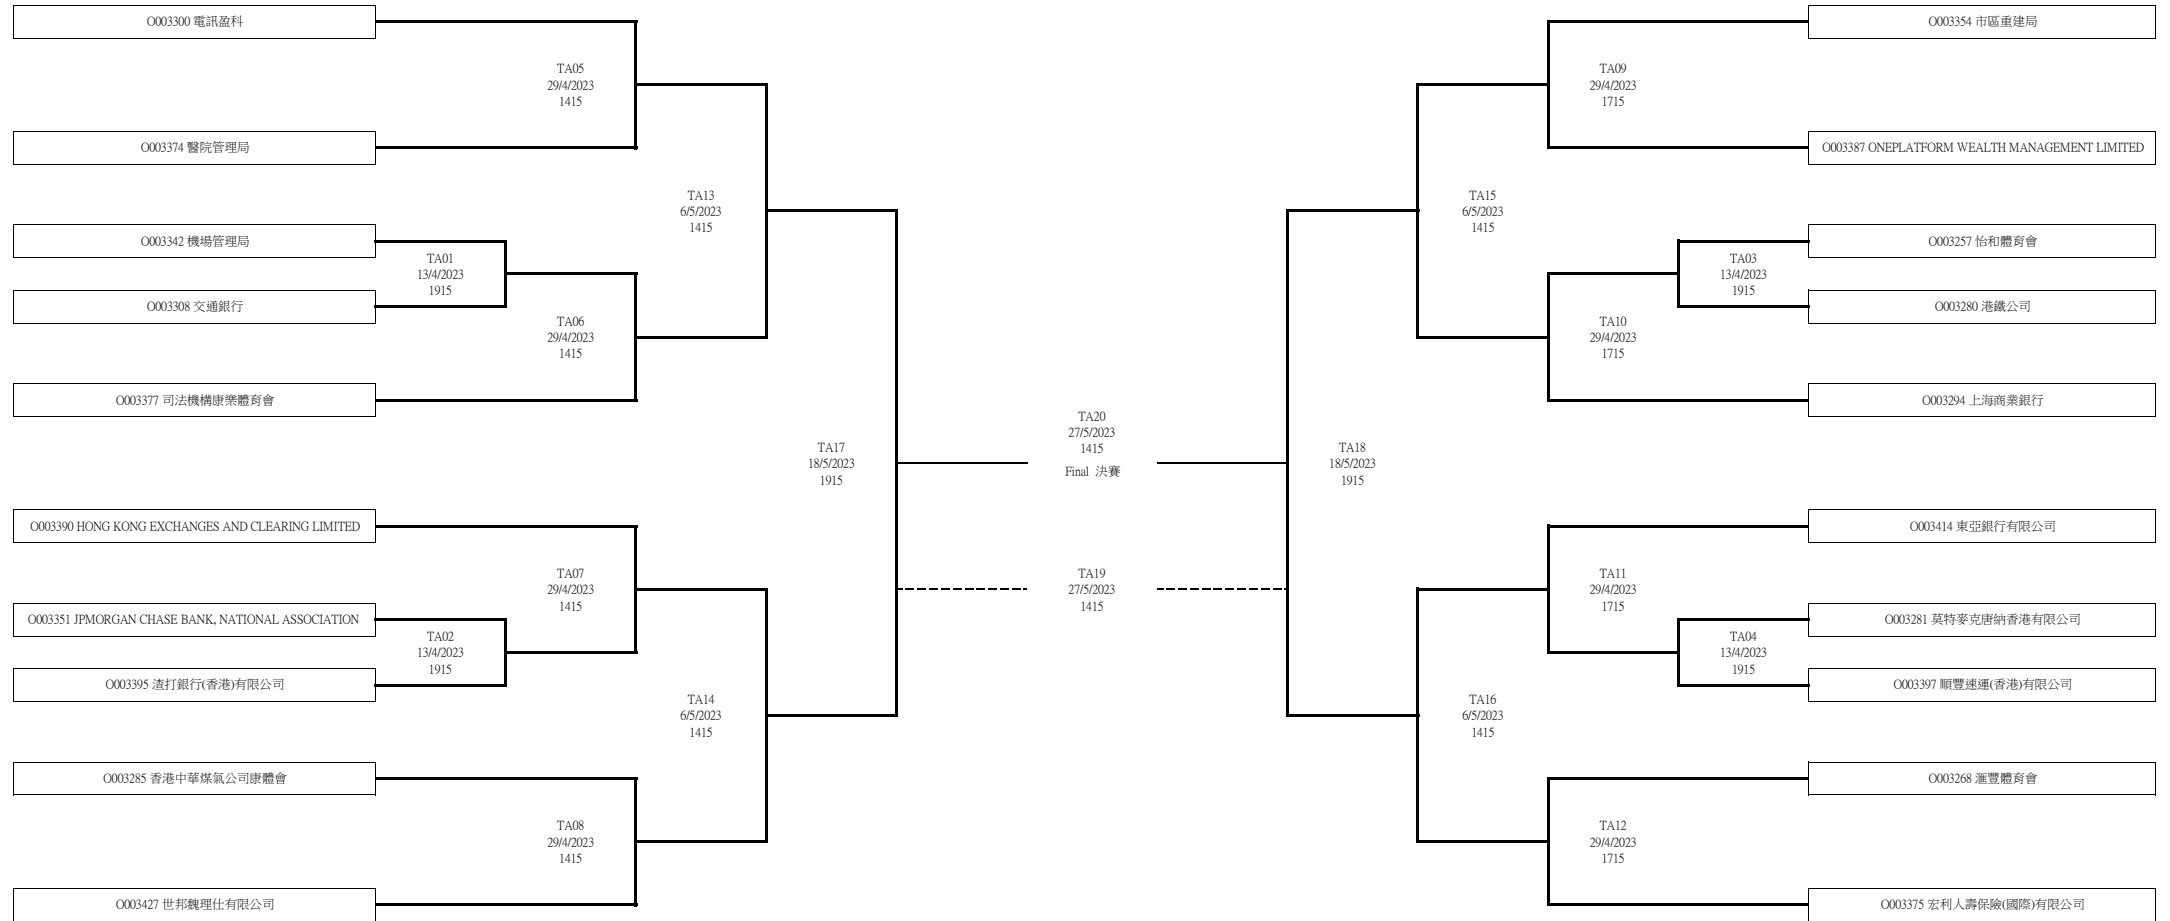 O003300 電訊盈科
O003354 市區重建局
TA05
29/4/2023
1415
TA09
29/4/2023
1715
O003374 醫院管理局
O003387 ONEPLATFORM WEALTH MANAGEMENT LIMITED
TA13
6/5/2023
1415
TA15
6/5/2023
1415
O003342 機場管理局
O003257 怡和體育會
TA01
13/4/2023
1915
TA03
13/4/2023
1915
O003308 交通銀行
O003280 港鐵公司
TA06
29/4/2023
1415
TA10
29/4/2023
1715
O003377 司法機構康樂體育會
O003294 上海商業銀行
TA17
18/5/2023
1915
TA20
27/5/2023
1415
Final 決賽
TA18
18/5/2023
1915
O003390 HONG KONG EXCHANGES AND CLEARING LIMITED
O003414 東亞銀行有限公司
TA07
29/4/2023
1415
TA19
27/5/2023
1415
TA11
29/4/2023
1715
O003351 JPMORGAN CHASE BANK, NATIONAL ASSOCIATION
O003281 莫特麥克唐納香港有限公司
TA02
13/4/2023
1915
TA04
13/4/2023
1915
O003395 渣打銀行(香港)有限公司
O003397 順豐速運(香港)有限公司
TA14
6/5/2023
1415
TA16
6/5/2023
1415
O003285 香港中華煤氣公司康體會
O003268 滙豐體育會
TA08
29/4/2023
1415
TA12
29/4/2023
1715
O003427 世邦魏理仕有限公司
O003375 宏利人壽保險(國際)有限公司